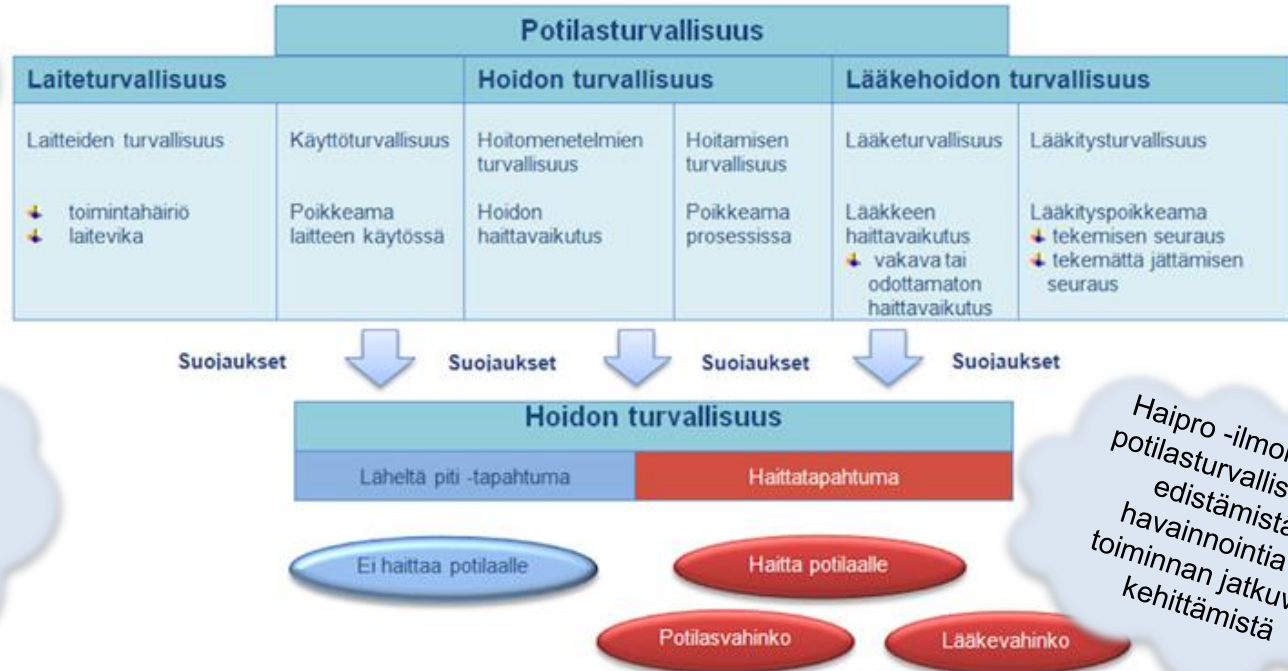 Potilasturvallisuus
Laiteturvallisuus
Hoidon turvallisuus
Lääkehoidon turvallisuus
Laitteiden turvallisuus
toimintahäiriö
laitevika
Käyttöturvallisuus
Poikkeama
laitteen käytössä
Hoitomenetelmien
turvallisuus
Hoidon
haittavaikutus
Hoitamisen
turvallisuus
Poikkeama
prosessissa
Lääketurvallisuus
Lääkkeen
haittavaikutus
vakava tai
odottamaton
haittavaikutus
Lääkitysturvallisuus
Lääkityspoikkeama
tekemisen seuraus
tekemättä jättämisen
seuraus
Suojaukset
Suojaukset
Suojaukset
Suojaukset
Hoidon turvallisuus
Läheltä piti -tapahtuma
Haittatapahtuma
Ei haittaa potilaalle
Haitta potilaalle
Potilasvahinko
Lääkevahinko
Haipro
edistämistä
havainnointia
toiminnan
kehittämistä